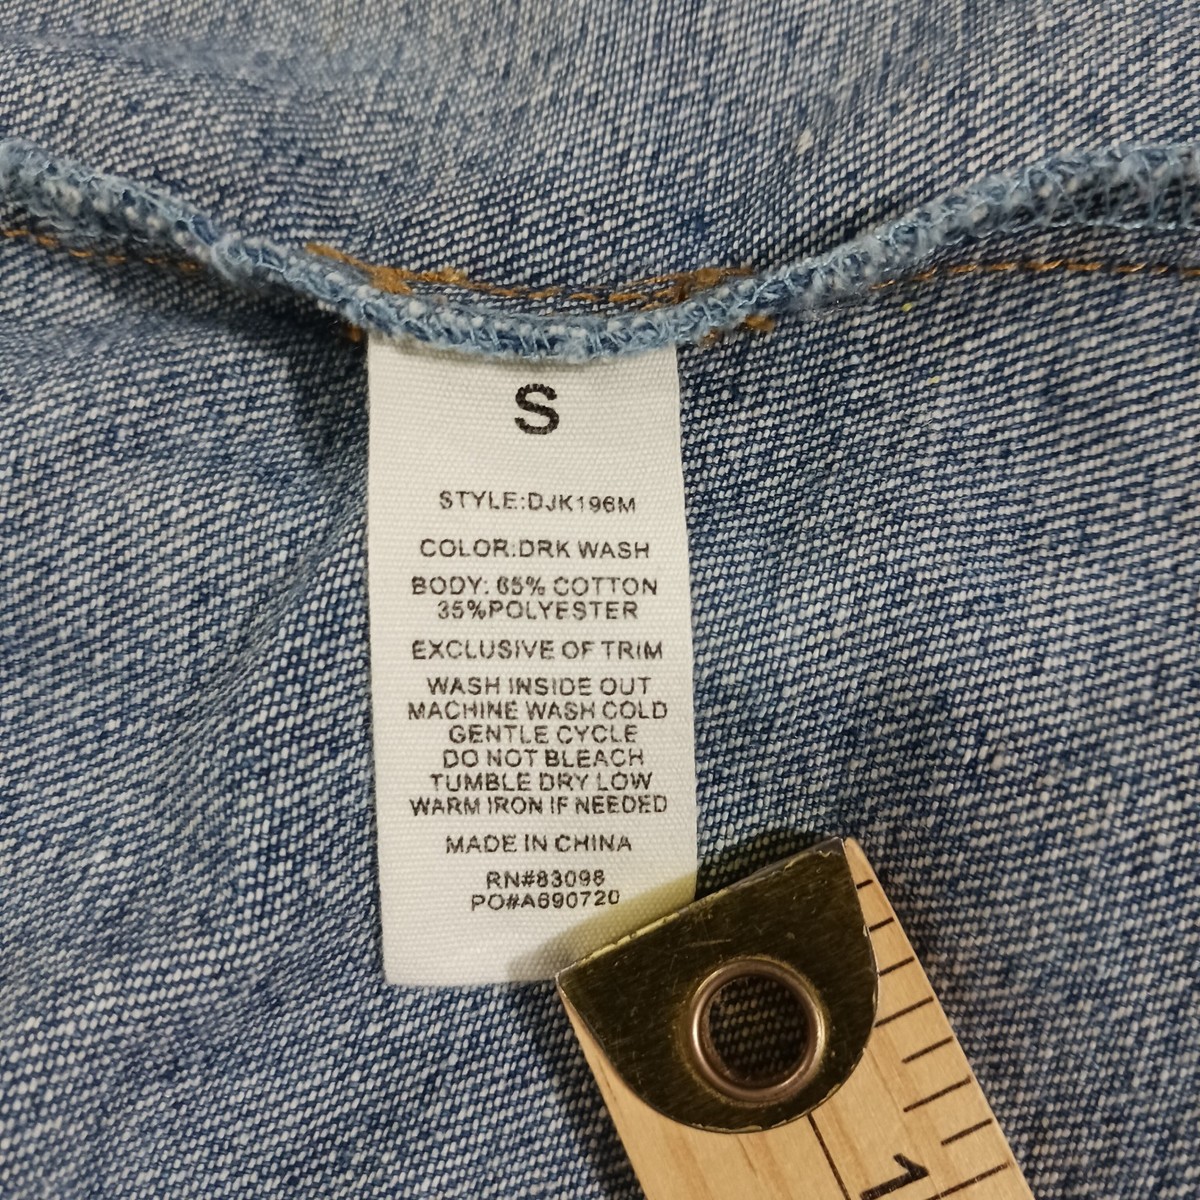 S
STYLE:DJK196M
COLOR:DRK WASH
BODY: 65% COTTON
35%POLYESTER
EXCLUSIVE OF TRIM
WASH INSIDE OUT
MACHINE WASH COLD
GENTLE CYCLE
DO NOT BLEACH
TUMBLE DRY LOW
WARM IRON IF NEEDED
MADE IN CHINA
RN#83098
PO#A690720
1